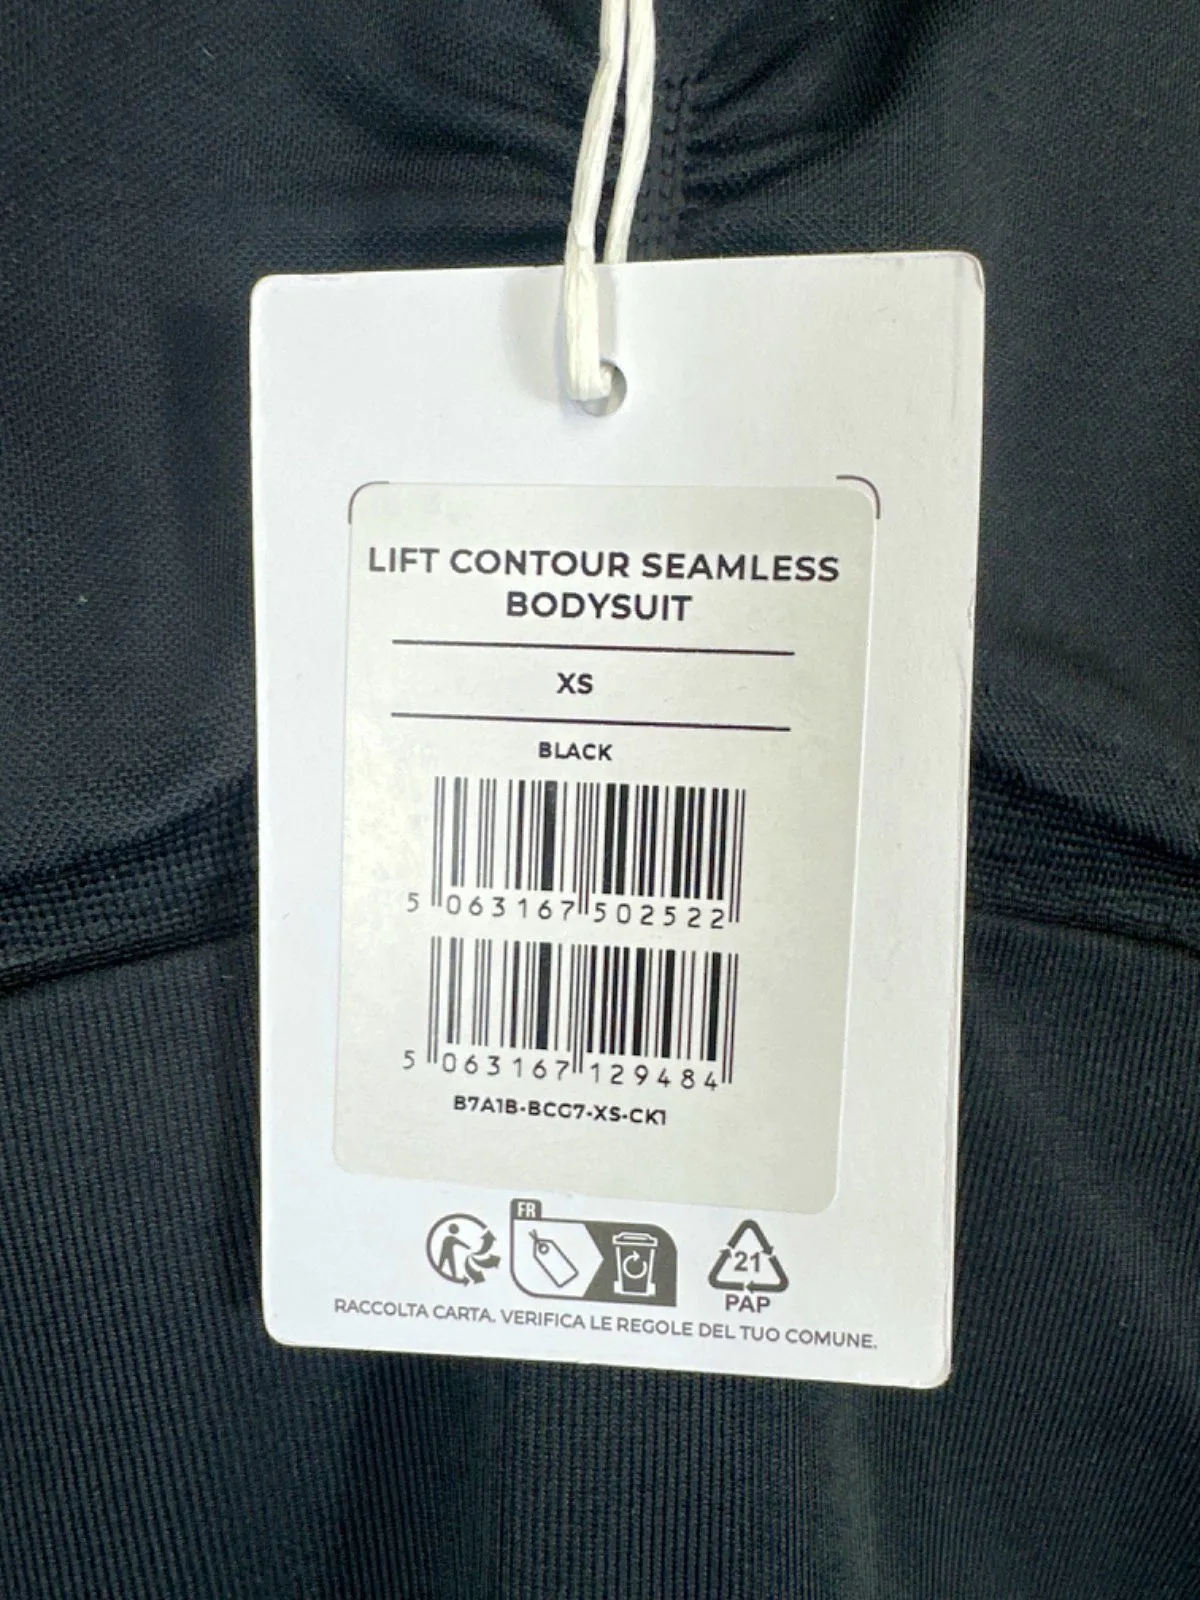 LIFT CONTOUR SEAMLESS
BODYSUIT
XS
BLACK
5 063167 502522
5 063167 129484
B7A1B-BCG7-XS-CK1
FR
21
PAP
RACCOLTA CARTA. VERIFICA LE REGOLE DEL TUO COMUNE.